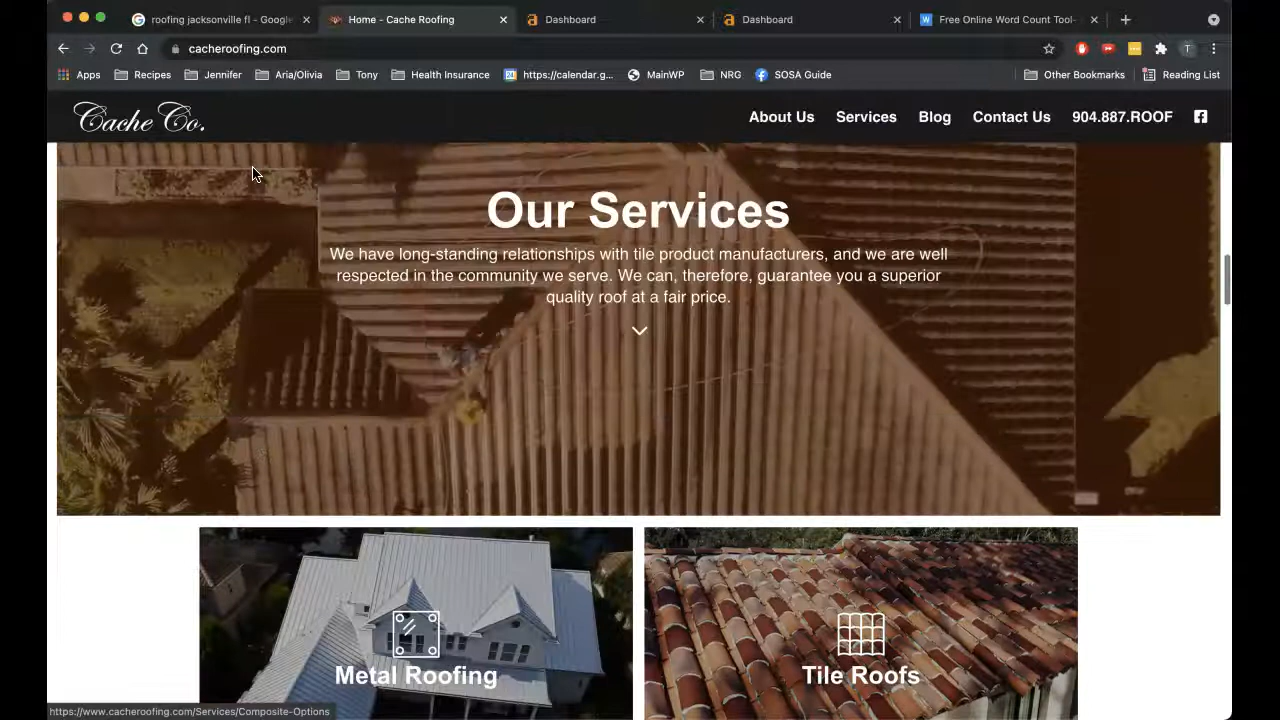 roofing jacksonville fl - Google
Home - Cache Roofing
Dashboard
Dashboard
Free Online Word Count Tool-
cacheroofing.com
T
Apps
Recipes
Jennifer
Aria/Olivia
Tony
Health Insurance
https://calendar.g...
MainWP
NRG
SOSA Guide
Other Bookmarks
Reading List
Cache Co.
About Us
Services
Blog
Contact Us
904.887.ROOF
Our Services
We have long-standing relationships with tile product manufacturers, and we are well
respected in the community we serve. We can, therefore, guarantee you a superior
quality roof at a fair price.
Metal Roofing
Tile Roofs
https://www.cacheroofing.com/Services/Composite-Options